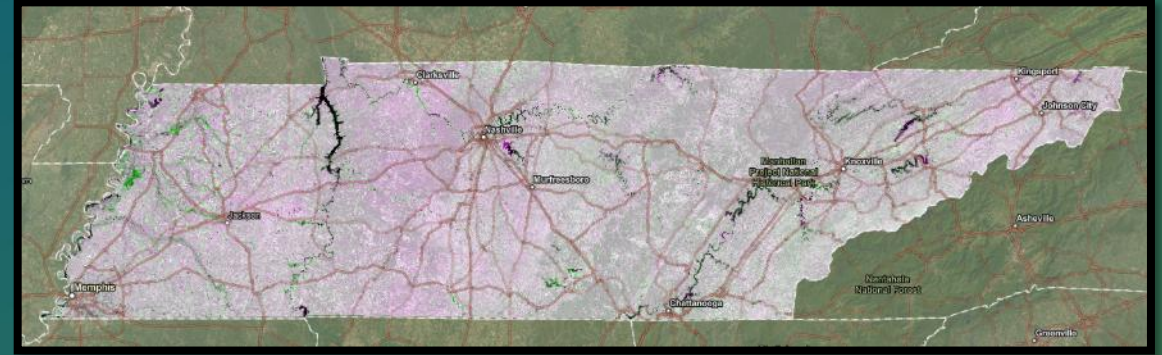 Clarksville
Kingsport
Johnson City
Nashville
Manhattan
Project National
Historical Park
Knoxville
Murfreesboro
Jackson
Asheville
Nantahala
National Forest
Memphis
Chattanooga
Greenville